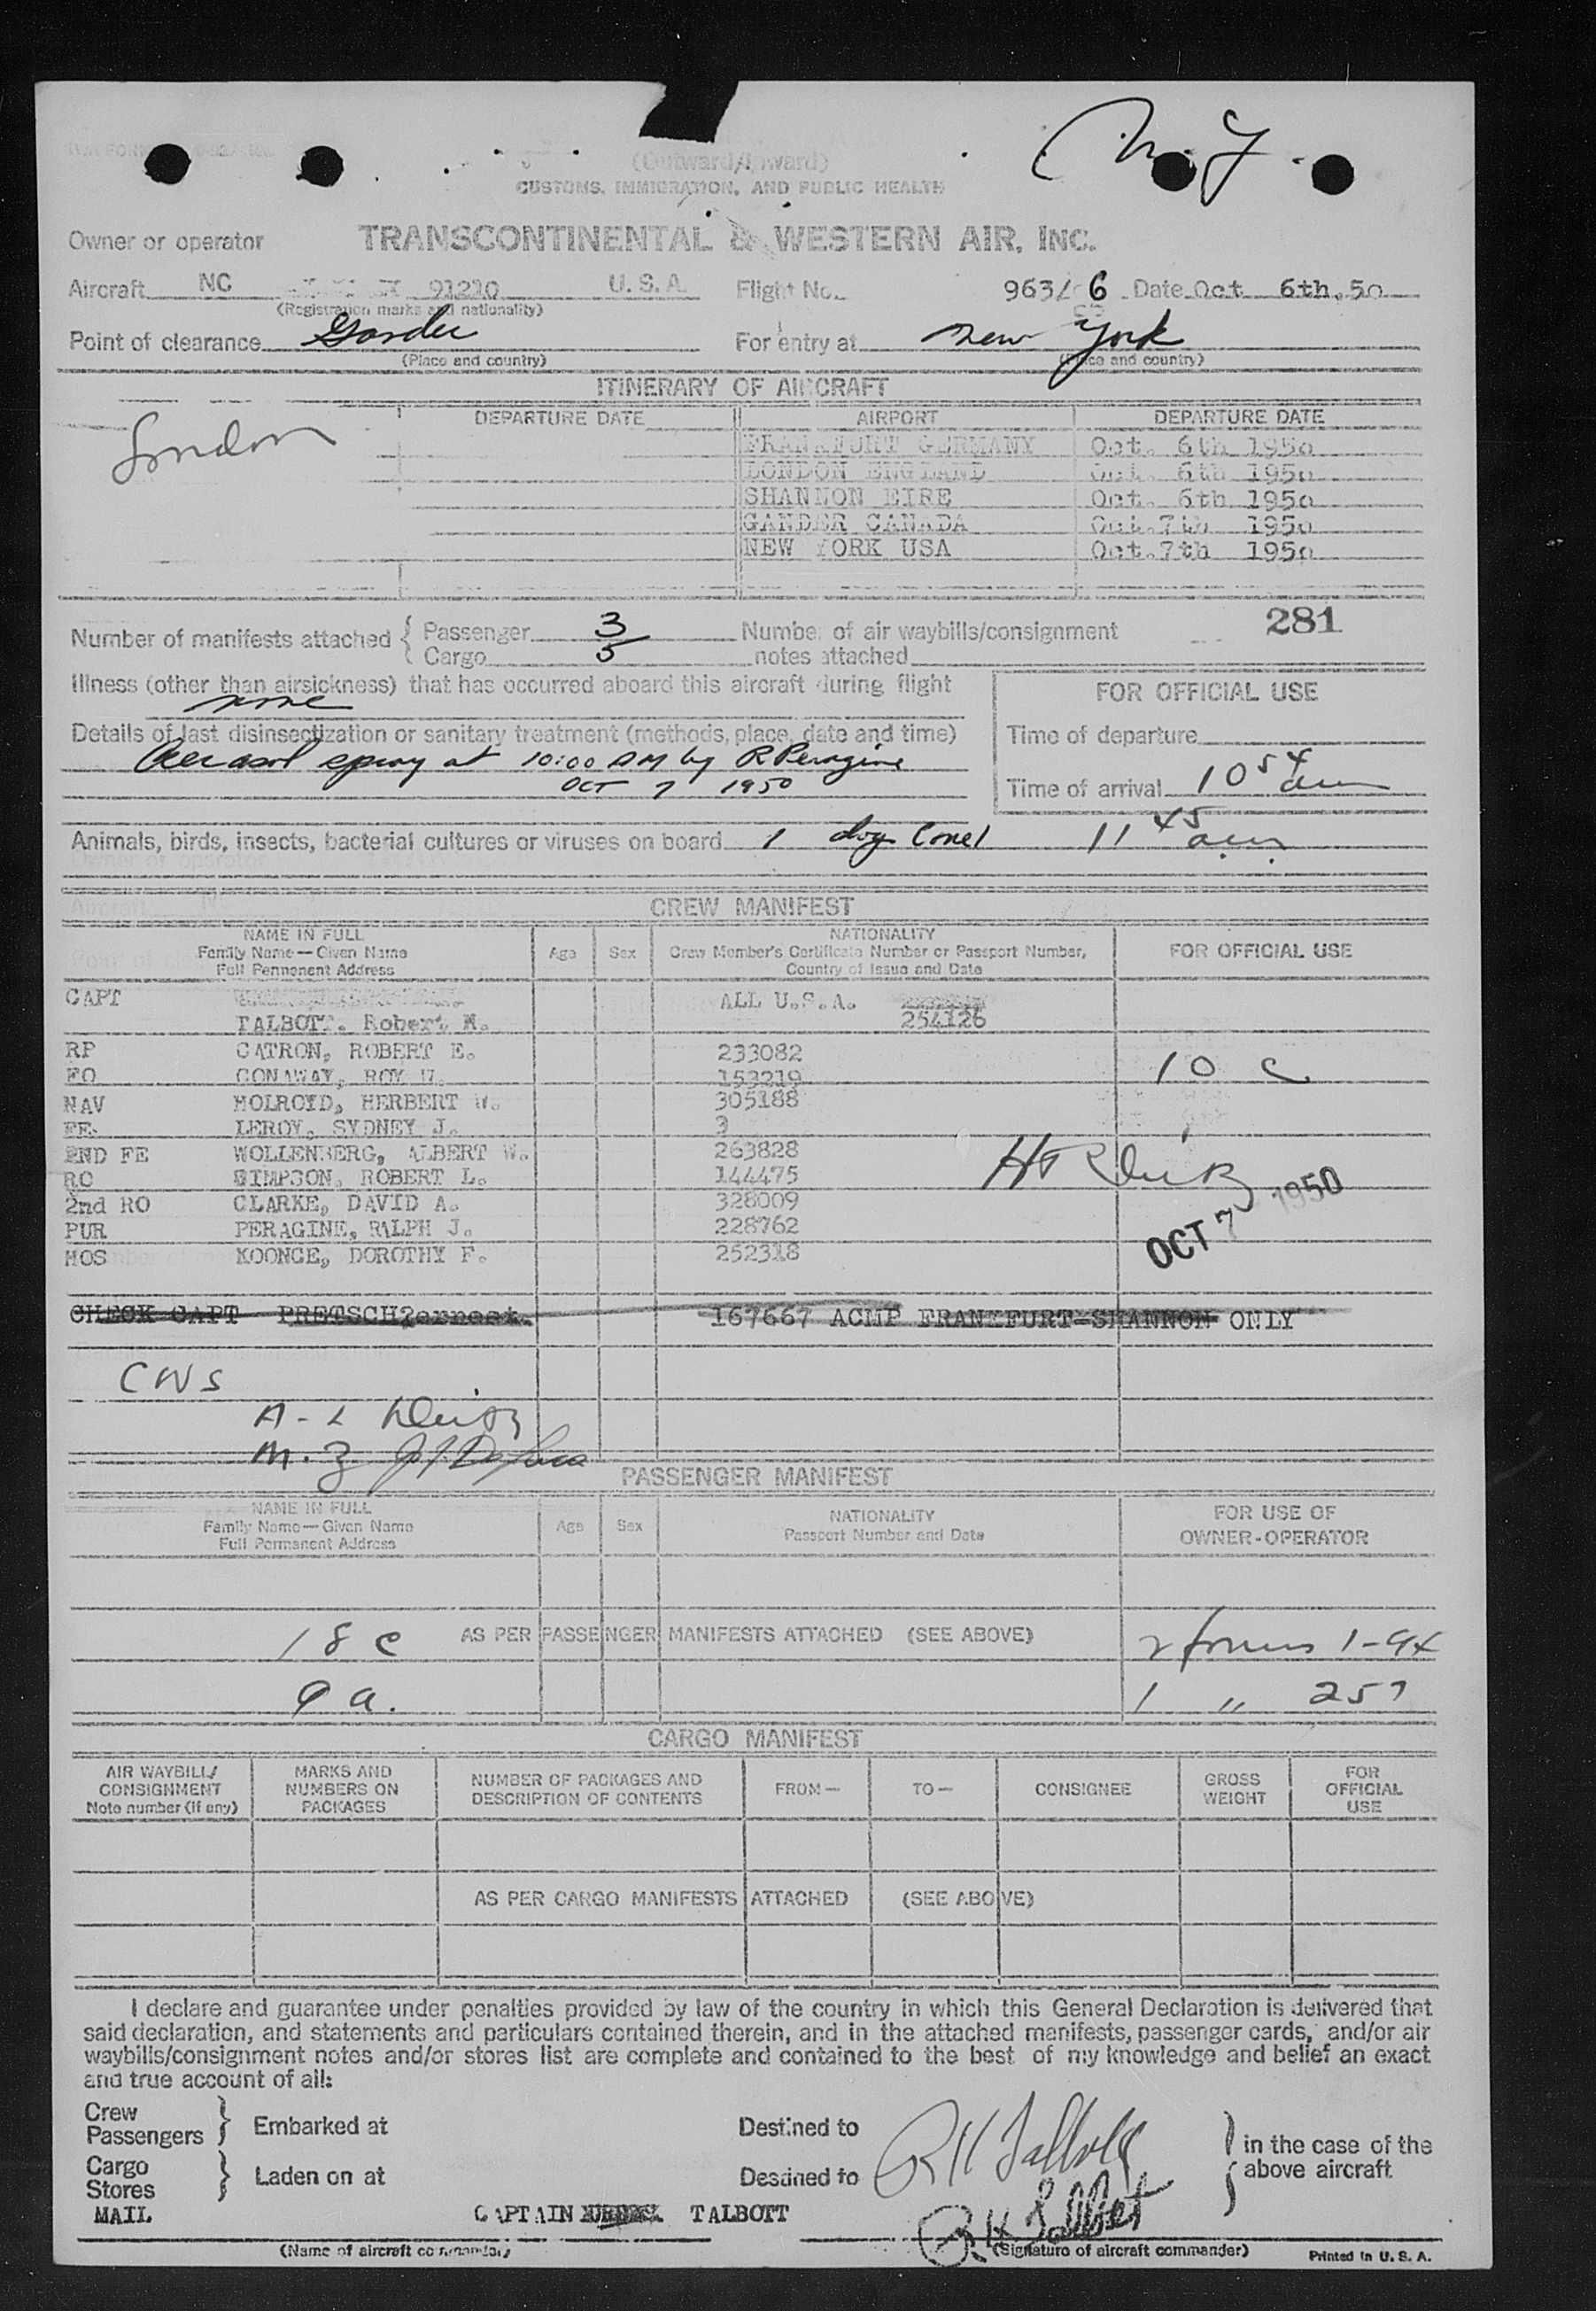 N.Y.
(Outward/Inward)
CUSTOMS, IMMIGRATION, AND PUBLIC HEALTH
Owner or operator TRANSCONTINENTAL & WESTERN AIR, INC.
Aircraft NC 91210 U.S.A. Flight No. 963/ 6 Date Oct 6th, 50
(Registration marks and nationality)
Point of clearance Gander For entry at New York
(Place and country) (Place and country)
ITINERARY OF AIRCRAFT
DEPARTURE DATE AIRPORT DEPARTURE DATE
London
FRANKFURT GERMANY Oct. 6th 1950
LONDON ENGLAND Oct. 6th 1950
SHANNON EIRE Oct. 6th 1950
GANDER CANADA Oct.7th 1950
NEW YORK USA Oct.7th 1950
281
Number of manifests attached { Passenger 3 Number of air waybills/consignment
Cargo 5 notes attached
Illness (other than airsickness) that has occurred aboard this aircraft during flight
none
FOR OFFICIAL USE
Details of last disinsectization or sanitary treatment (methods, place, date and time)
Time of departure
Aerosol spray at 10:00 AM by R Peragine
OCT 7 1950
Time of arrival 10 54 am
Animals, birds, insects, bacterial cultures or viruses on board 1 dog (one) 11 45 am
CREW MANIFEST
NAME IN FULL
Family Name—Given Name
Full Permanent Address
Age Sex
NATIONALITY
Crew Member's Certificate Number or Passport Number,
Country of Issue and Date
FOR OFFICIAL USE
CAPT ALL U.S.A.
TALBOTT, Robert H. 254126
RP CATRON, ROBERT E. 233082
FO CONAWAY, ROY W. 153219
10 C
NAV HOLROYD, HERBERT W. 305188
FE LEROY, SYDNEY J. 3
2ND FE WOLLENBERG, ALBERT W. 263828
RO SIMPSON, ROBERT L. 144475
2nd RO CLARKE, DAVID A. 328009
PUR PERAGINE, RALPH J. 228762
HOS KOONCE, DOROTHY F. 252318
OCT 7 1950
CHECK CAPT PRETSCH, ernest. 167667 ACMP FRANKFURT-SHANNON ONLY
CWS
A-L
M.Z
PASSENGER MANIFEST
NAME IN FULL
Family Name—Given Name
Full Permanent Address
Age Sex
NATIONALITY
Passport Number and Date
FOR USE OF
OWNER-OPERATOR
18 C AS PER PASSENGER MANIFESTS ATTACHED (SEE ABOVE) 2 forms 1-94
9 a. 1 " 257
CARGO MANIFEST
AIR WAYBILL/
CONSIGNMENT
Note number (if any)
MARKS AND
NUMBERS ON
PACKAGES
NUMBER OF PACKAGES AND
DESCRIPTION OF CONTENTS
FROM— TO— CONSIGNEE
GROSS
WEIGHT
FOR
OFFICIAL
USE
AS PER CARGO MANIFESTS ATTACHED (SEE ABOVE)
I declare and guarantee under penalties provided by law of the country in which this General Declaration is delivered that
said declaration, and statements and particulars contained therein, and in the attached manifests, passenger cards, and/or air
waybills/consignment notes and/or stores list are complete and contained to the best of my knowledge and belief an exact
and true account of all:
Crew
Passengers } Embarked at Destined to
Cargo
Stores } Laden on at Destined to
R H Talbott
in the case of the
above aircraft
MAIL CAPTAIN TALBOTT R H Talbott
(Name of aircraft commander) (Signature of aircraft commander) Printed in U. S. A.